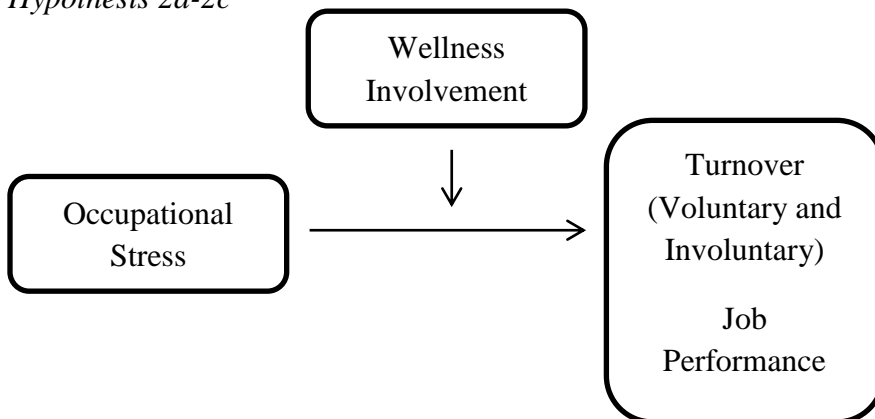 Hypothesis 2a-2c
Wellness
Involvement
Occupational
Stress
Turnover
(Voluntary and
Involuntary)
Job
Performance